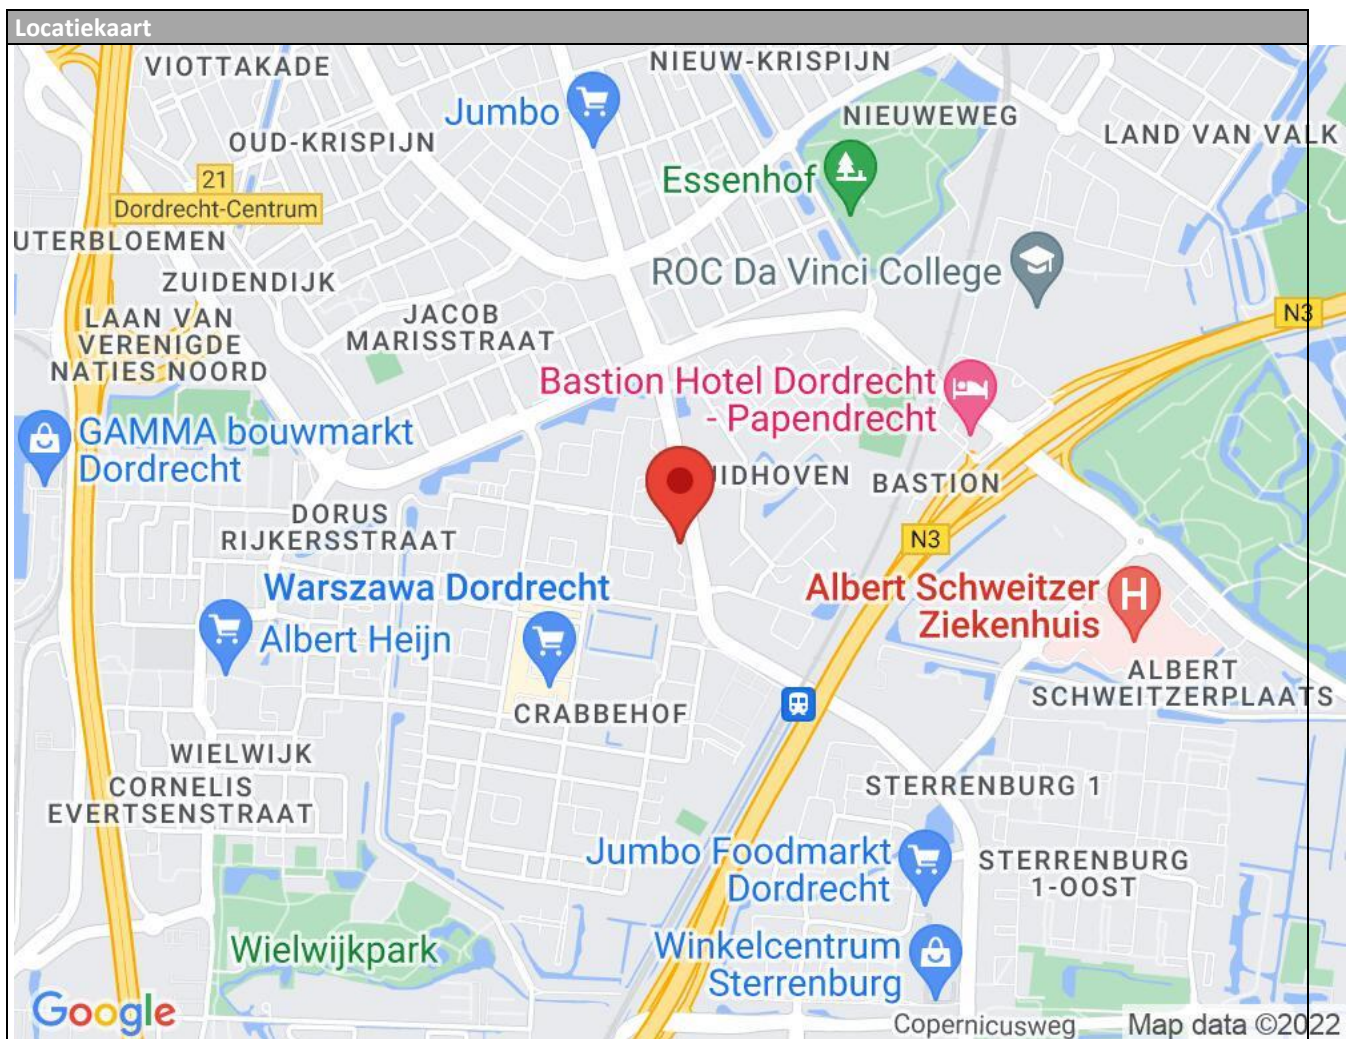 Locatiekaart
VIOTTAKADE
NIEUW-KRISPIJN
Jumbo
NIEUWEWEG
LAND VAN VALK
OUD-KRISPIJN
Essenhof
21
Dordrecht-Centrum
UTERBLOEMEN
ROC Da Vinci College
ZUIDENDIJK
LAAN VAN
VERENIGDE
NATIES NOORD
JACOB
MARISSTRAAT
N3
Bastion Hotel Dordrecht
- Papendrecht
GAMMA bouwmarkt
Dordrecht
IDHOVEN
BASTION
DORUS
RIJKERSSTRAAT
N3
Warszawa Dordrecht
Albert Schweitzer
Ziekenhuis
Albert Heijn
ALBERT
SCHWEITZERPLAATS
CRABBEHOF
WIELWIJK
CORNELIS
EVERTSENSTRAAT
STERRENBURG 1
Jumbo Foodmarkt
Dordrecht
STERRENBURG
1-OOST
Wielwijkpark
Winkelcentrum
Sterrenburg
Google
Copernicusweg
Map data ©2022